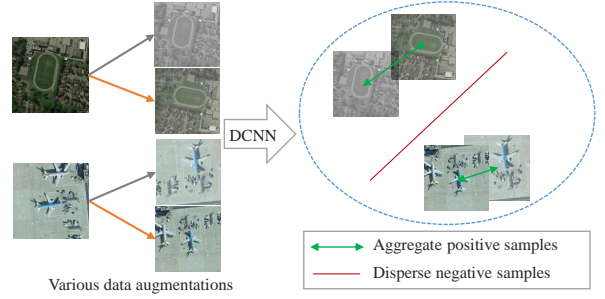 DCNN
Various data augmentations
Aggregate positive samples
Disperse negative samples